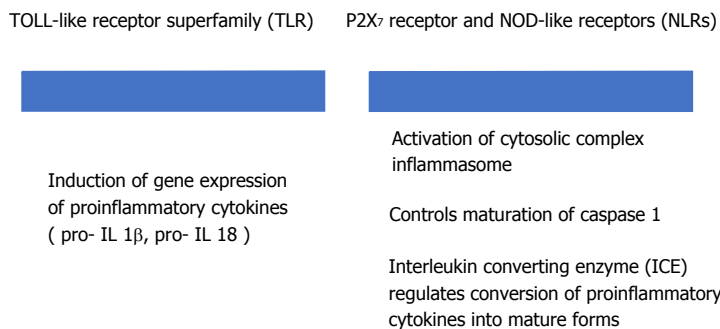 TOLL-like receptor superfamily (TLR)
P2X₇ receptor and NOD-like receptors (NLRs)
Induction of gene expression
of proinflammatory cytokines
( pro- IL 1β, pro- IL 18 )
Activation of cytosolic complex
inflammasome
Controls maturation of caspase 1
Interleukin converting enzyme (ICE)
regulates conversion of proinflammatory
cytokines into mature forms